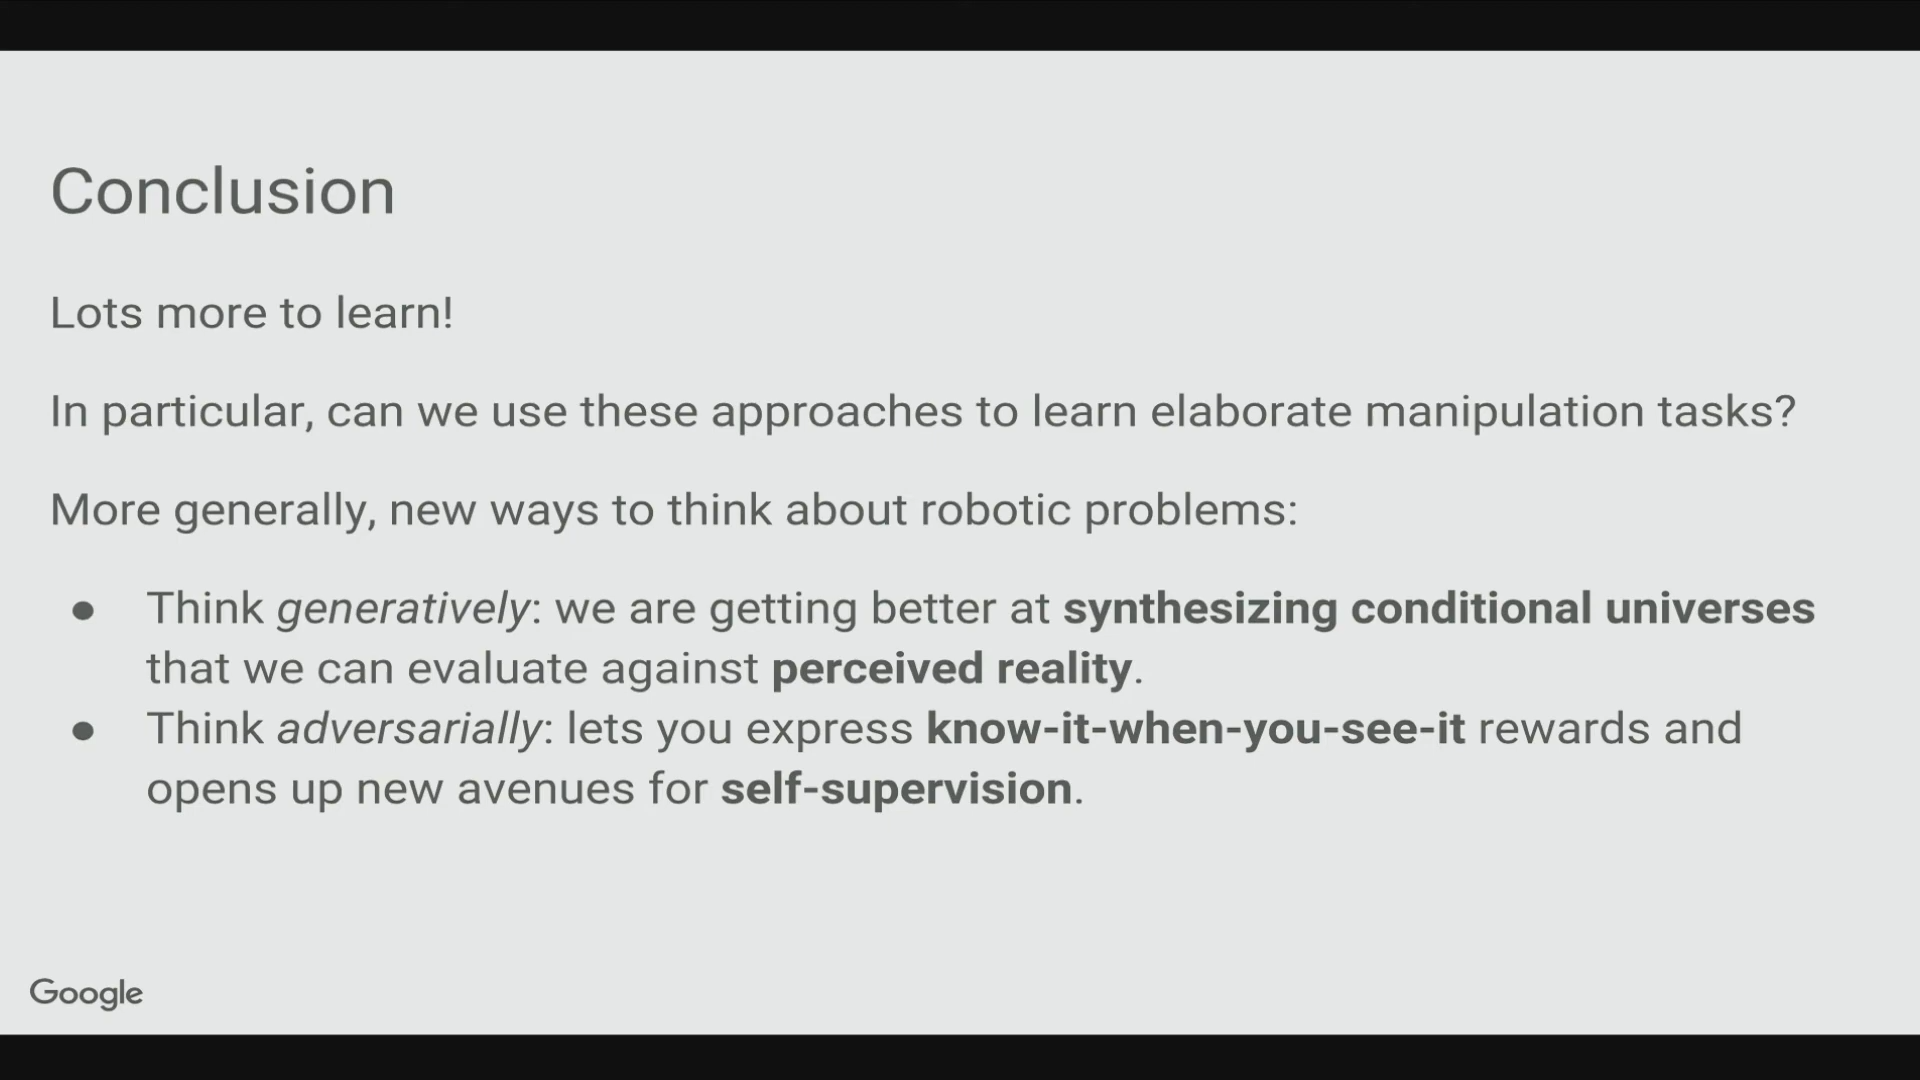 Conclusion
Lots more to learn!
In particular, can we use these approaches to learn elaborate manipulation tasks?
More generally, new ways to think about robotic problems:
● Think generatively: we are getting better at synthesizing conditional universes
that we can evaluate against perceived reality.
● Think adversarially: lets you express know-it-when-you-see-it rewards and
opens up new avenues for self-supervision.
Google